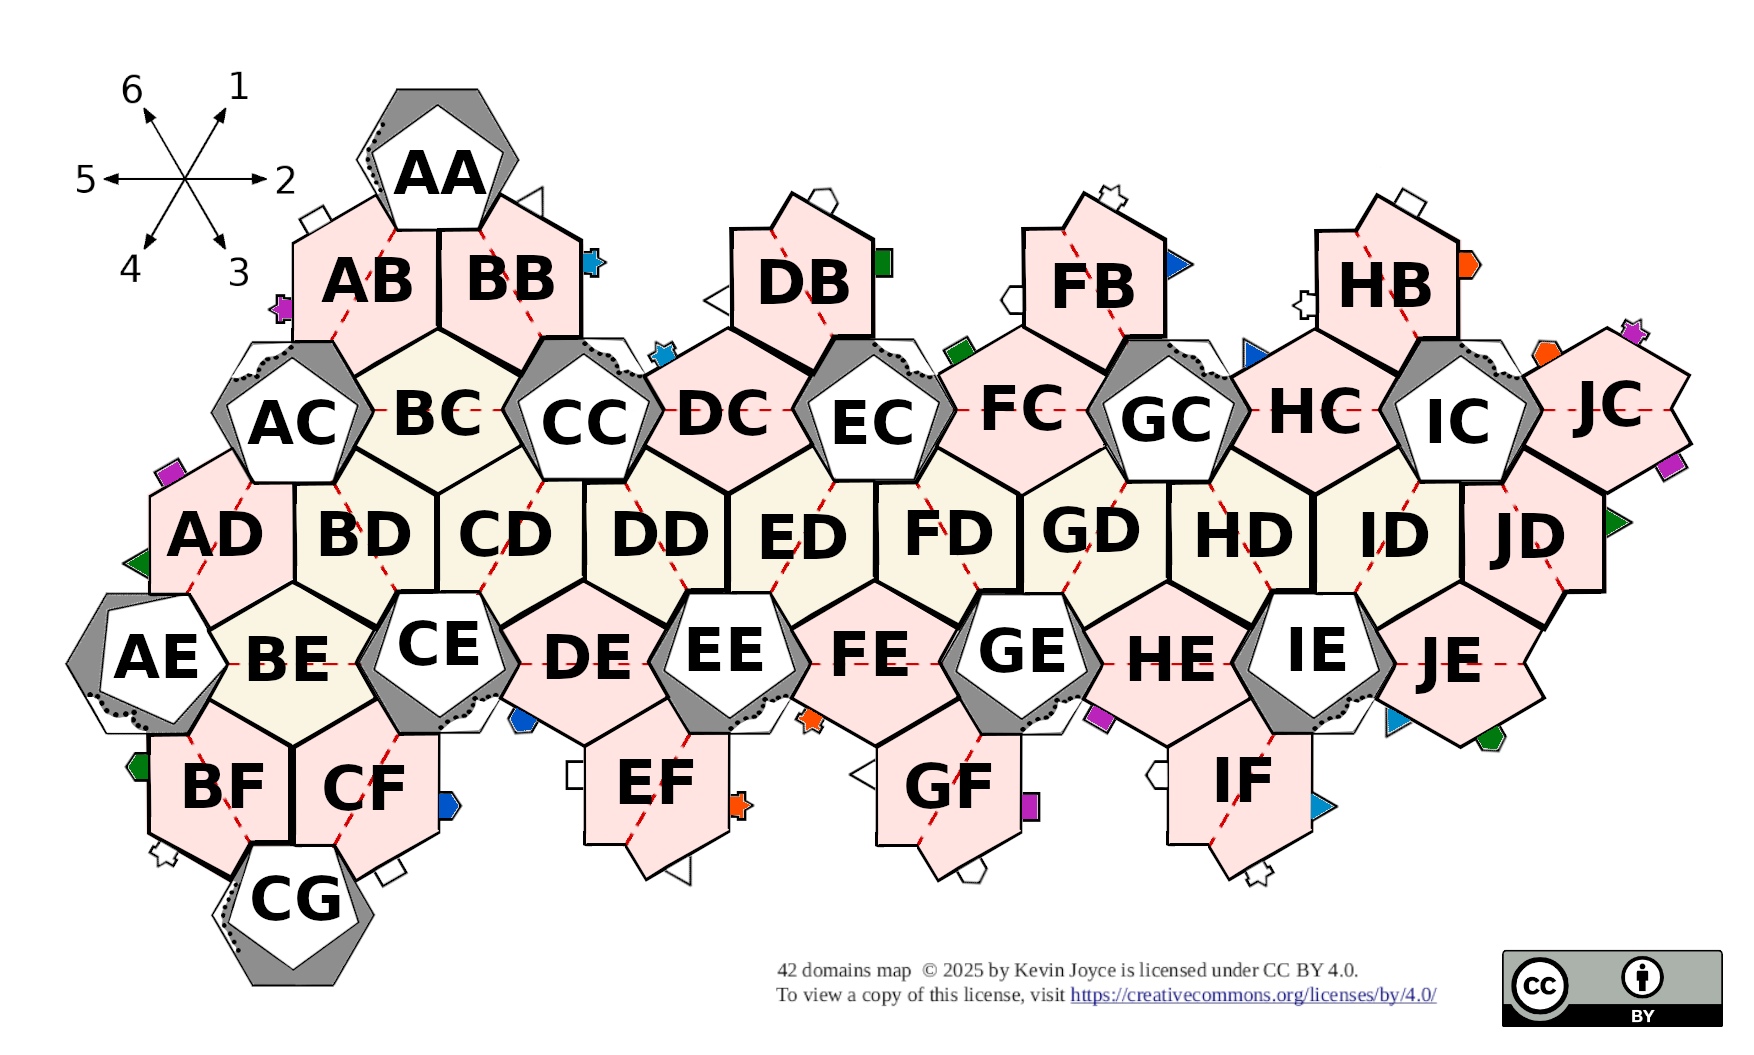 6 1
5 2
4 3
AA
AB BB DB FB HB
AC BC CC DC EC FC GC HC IC JC
AD BD CD DD ED FD GD HD ID JD
AE BE CE DE EE FE GE HE IE JE
BF CF EF GF IF
CG
42 domains map © 2025 by Kevin Joyce is licensed under CC BY 4.0.
To view a copy of this license, visit https://creativecommons.org/licenses/by/4.0/
CC
BY